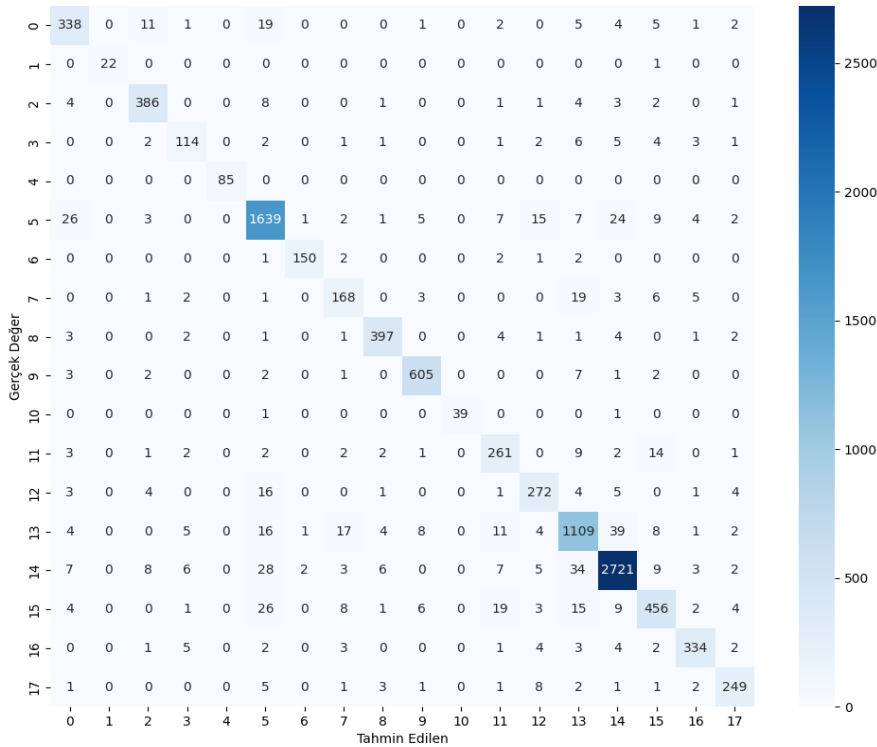 0 338 0 11 1 0 19 0 0 0 1 0 2 0 5 4 5 1 2
1 0 22 0 0 0 0 0 0 0 0 0 0 0 0 0 1 0 0
2 4 0 386 0 0 8 0 0 1 0 0 1 1 4 3 2 0 1
3 0 0 2 114 0 2 0 1 1 0 0 1 2 6 5 4 3 1
4 0 0 0 0 85 0 0 0 0 0 0 0 0 0 0 0 0 0
5 26 0 3 0 0 1639 1 2 1 5 0 7 15 7 24 9 4 2
6 0 0 0 0 0 1 150 2 0 0 0 2 1 2 0 0 0 0
7 0 0 1 2 0 1 0 168 0 3 0 0 0 19 3 6 5 0
8 3 0 0 2 0 1 0 1 397 0 0 4 1 1 4 0 1 2
9 3 0 2 0 0 2 0 1 0 605 0 0 0 7 1 2 0 0
10 0 0 0 0 0 1 0 0 0 0 39 0 0 0 1 0 0 0
11 3 0 1 2 0 2 0 2 2 1 0 261 0 9 2 14 0 1
12 3 0 4 0 0 16 0 0 1 0 0 1 272 4 5 0 1 4
13 4 0 0 5 0 16 1 17 4 8 0 11 4 1109 39 8 1 2
14 7 0 8 6 0 28 2 3 6 0 0 7 5 34 2721 9 3 2
15 4 0 0 1 0 26 0 8 1 6 0 19 3 15 9 456 2 4
16 0 0 1 5 0 2 0 3 0 0 0 1 4 3 4 2 334 2
17 1 0 0 0 0 5 0 1 3 1 0 1 8 2 1 1 2 249
0 1 2 3 4 5 6 7 8 9 10 11 12 13 14 15 16 17
Tahmin Edilen
Gerçek Değer
2500
2000
1500
1000
500
0